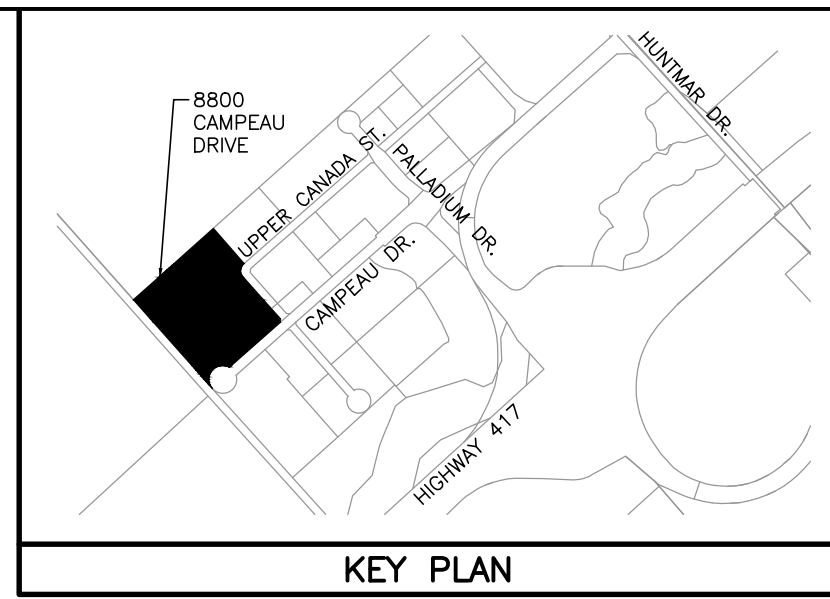 HUNTMAR DR.
8800
CAMPEAU
DRIVE
UPPER CANADA ST.
PALLADIUM DR.
CAMPEAU DR.
HIGHWAY 417
KEY PLAN